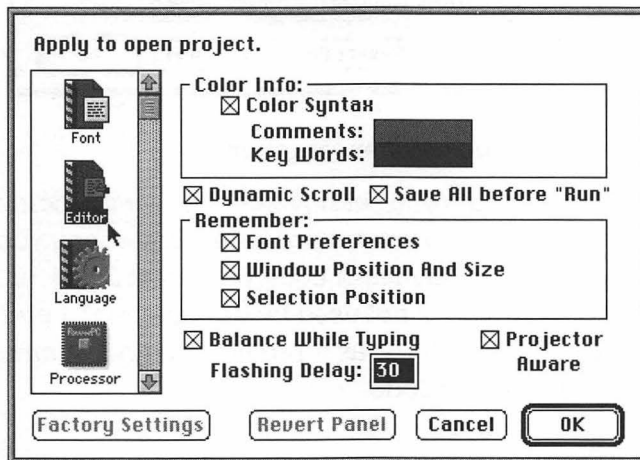 Apply to open project.
Font
Editor
Language
Processor
Color Info:
Color Syntax
Comments:
Key Words:
Dynamic Scroll Save All before "Run"
Remember:
Font Preferences
Window Position And Size
Selection Position
Balance While Typing Projector Aware
Flashing Delay: 30
Factory Settings Revert Panel Cancel OK